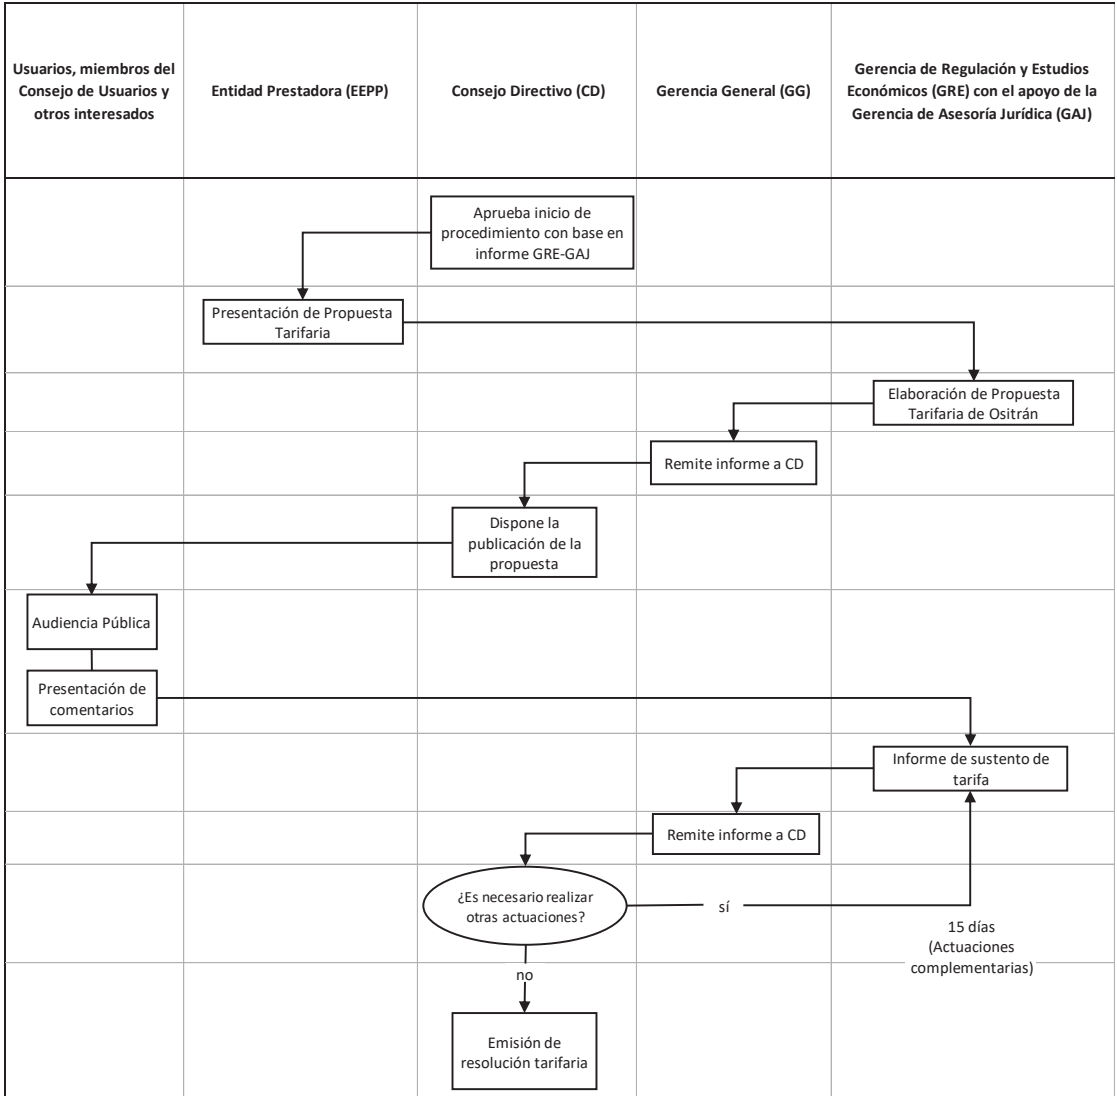 Usuarios, miembros del
Consejo de Usuarios y
otros interesados
Entidad Prestadora (EEPP)
Consejo Directivo (CD)
Gerencia General (GG)
Gerencia de Regulación y Estudios
Económicos (GRE) con el apoyo de la
Gerencia de Asesoría Jurídica (GAJ)
Aprueba inicio de
procedimiento con base en
informe GRE-GAJ
Presentación de Propuesta
Tarifaria
Elaboración de Propuesta
Tarifaria de Ositrán
Remite informe a CD
Dispone la
publicación de la
propuesta
Audiencia Pública
Presentación de
comentarios
Informe de sustento de
tarifa
Remite informe a CD
¿Es necesario realizar
otras actuaciones?
sí
15 días
(Actuaciones
complementarias)
no
Emisión de
resolución tarifaria